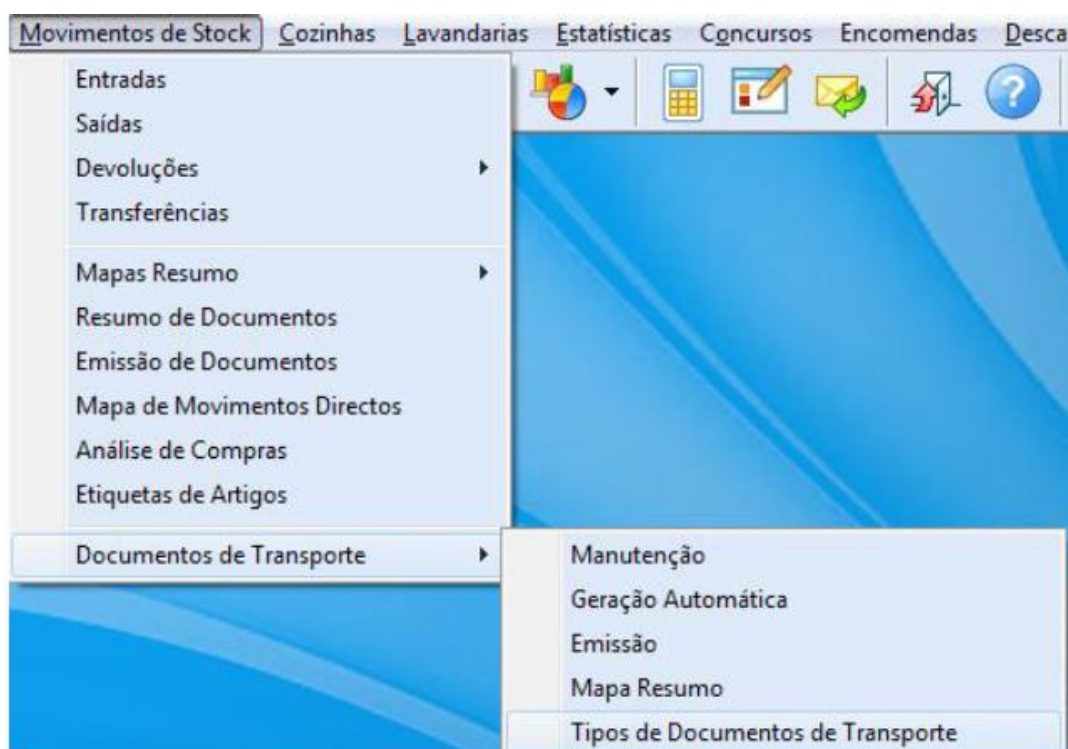 Movimentos de Stock Cozinhas Lavandarias Estatísticas Concursos Encomendas Desca
Entradas
Saídas
Devoluções
Transferências
Mapas Resumo
Resumo de Documentos
Emissão de Documentos
Mapa de Movimentos Directos
Análise de Compras
Etiquetas de Artigos
Documentos de Transporte
Manutenção
Geração Automática
Emissão
Mapa Resumo
Tipos de Documentos de Transporte